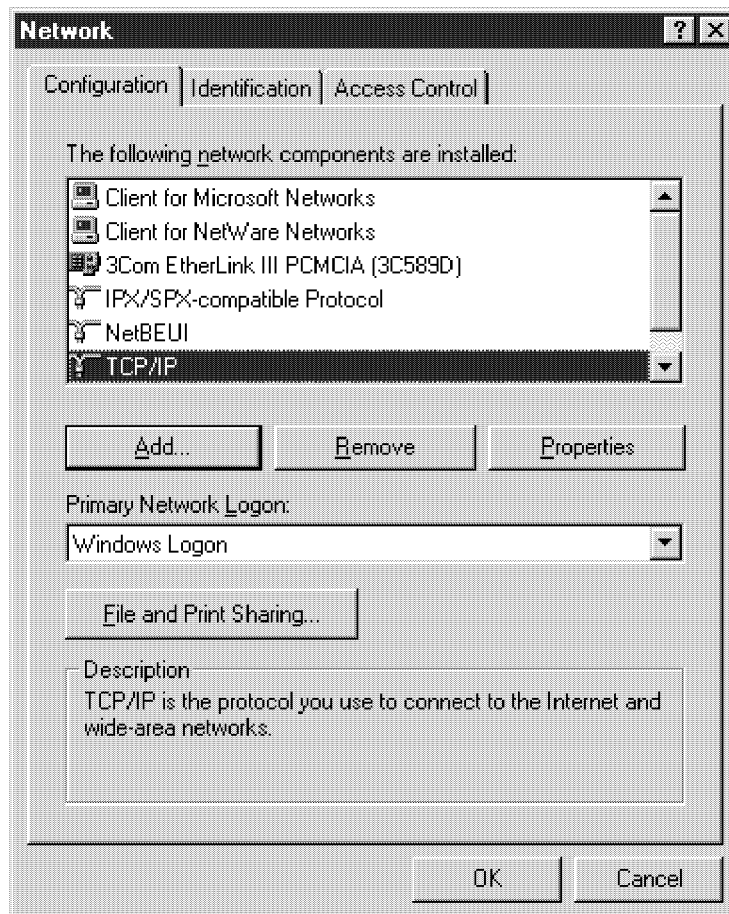 Network
Configuration Identification Access Control
The following network components are installed:
Client for Microsoft Networks
Client for NetWare Networks
3Com EtherLink III PCMCIA (3C589D)
IPX/SPX-compatible Protocol
NetBEUI
TCP/IP
Add... Remove Properties
Primary Network Logon:
Windows Logon
File and Print Sharing...
Description
TCP/IP is the protocol you use to connect to the Internet and
wide-area networks.
OK Cancel